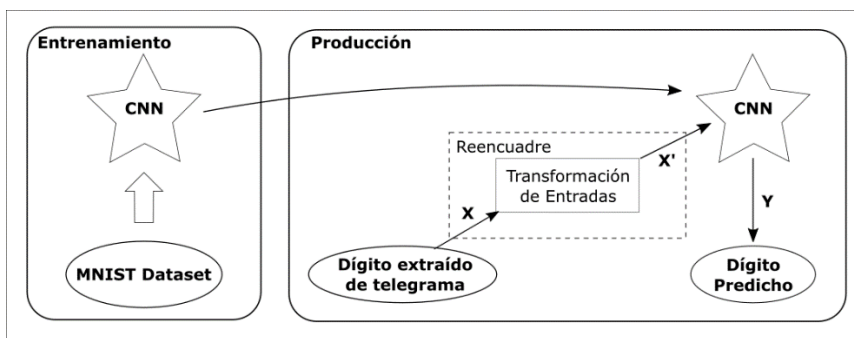 Entrenamiento
CNN
MNIST Dataset
Producción
CNN
Reencuadre
X'
Transformación
de Entradas
X
Y
Dígito extraído
de telegrama
Dígito
Predicho